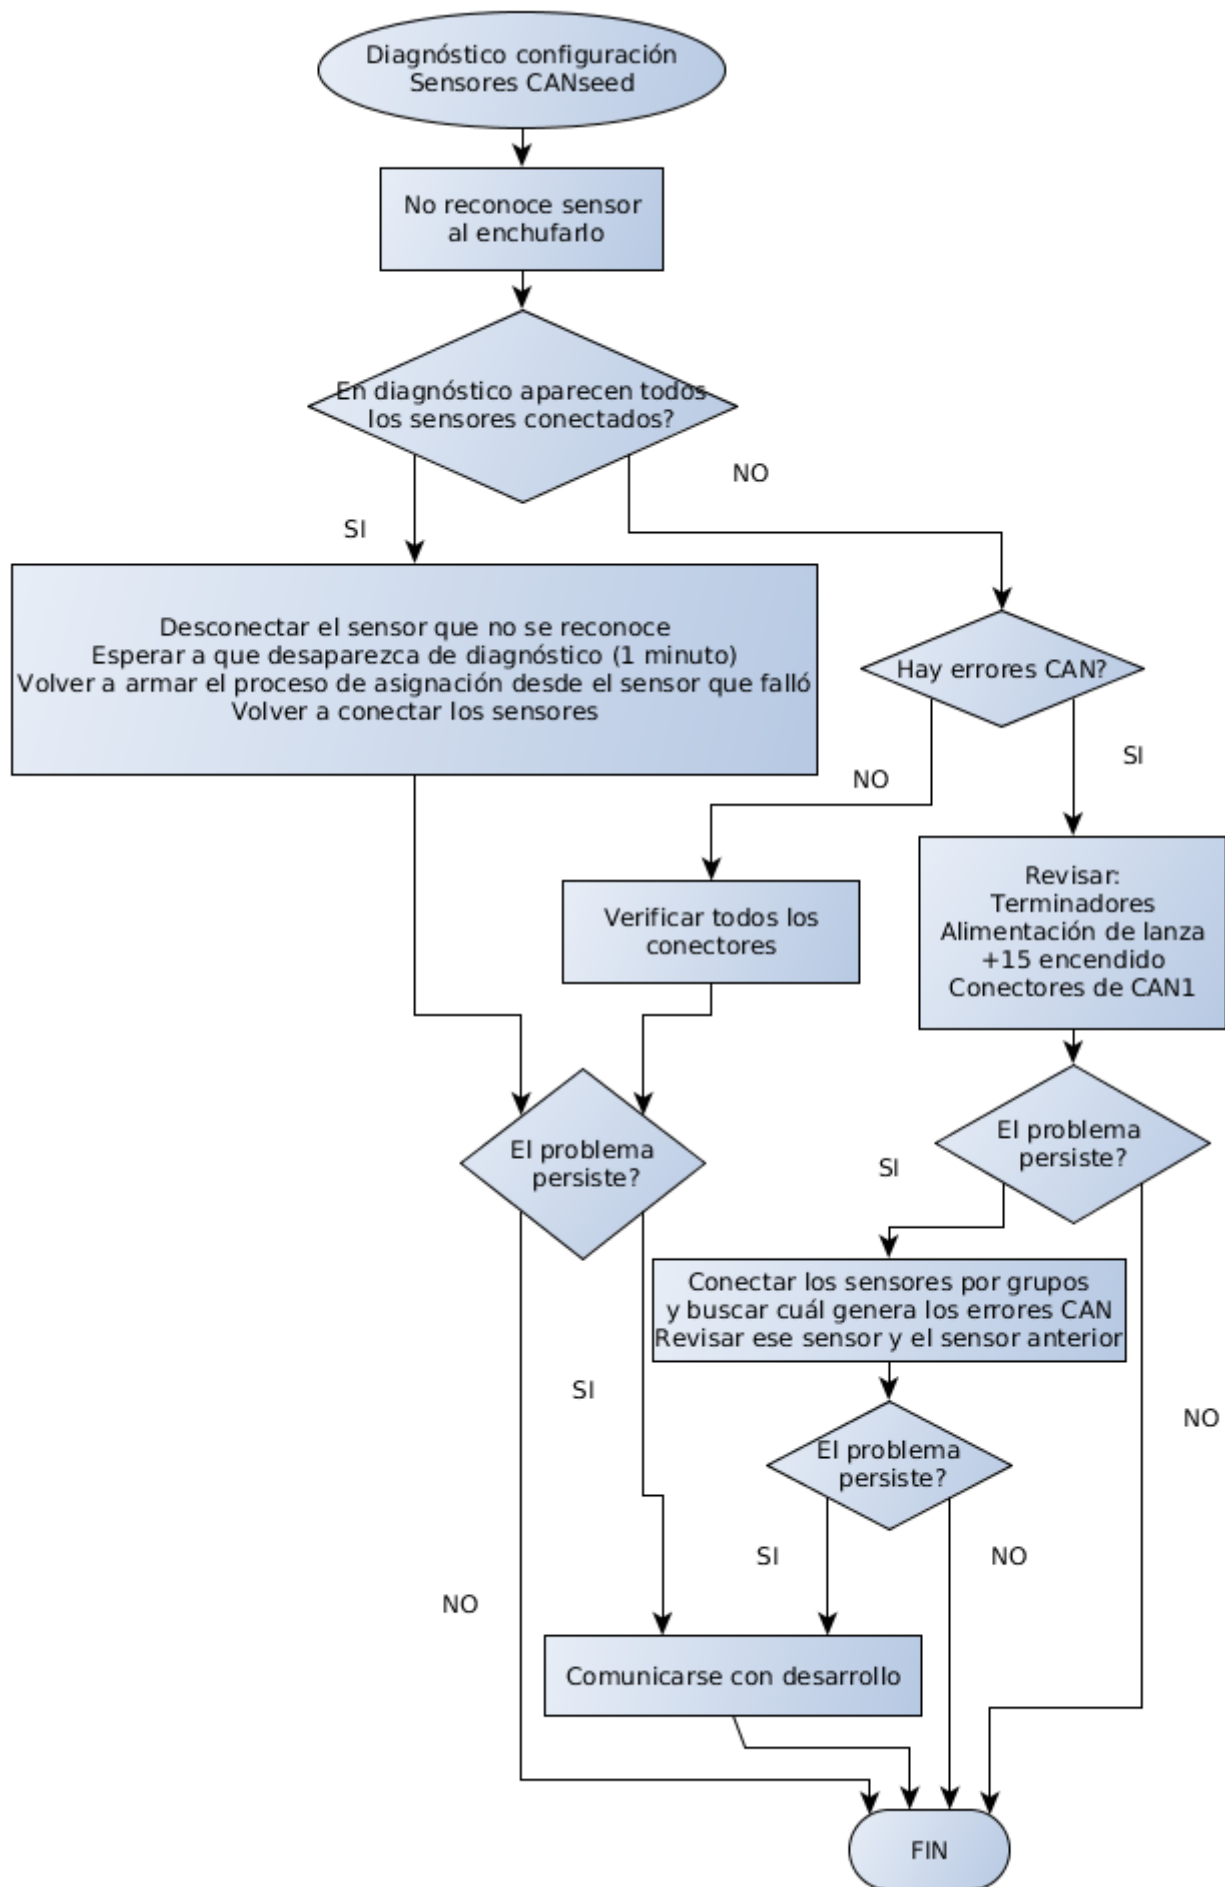 Diagnóstico configuración
Sensores CANseed
No reconoce sensor
al enchufarlo
En diagnóstico aparecen todos
los sensores conectados?
NO
SI
Desconectar el sensor que no se reconoce
Esperar a que desaparezca de diagnóstico (1 minuto)
Volver a armar el proceso de asignación desde el sensor que falló
Volver a conectar los sensores
Hay errores CAN?
NO
SI
Verificar todos los
conectores
Revisar:
Terminadores
Alimentación de lanza
+15 encendido
Conectores de CAN1
El problema
persiste?
El problema
persiste?
SI
Conectar los sensores por grupos
y buscar cuál genera los errores CAN
Revisar ese sensor y el sensor anterior
SI
NO
El problema
persiste?
SI
NO
NO
Comunicarse con desarrollo
FIN